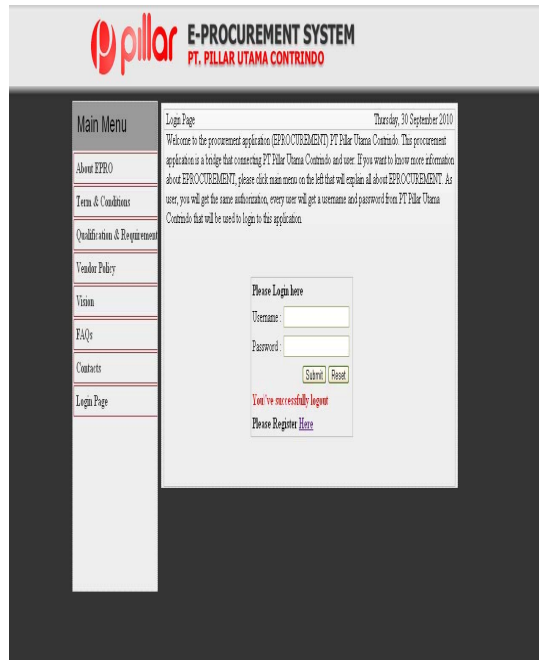 pillar E-PROCUREMENT SYSTEM
PT. PILLAR UTAMA CONTRINDO
Main Menu
About EPRO
Term & Conditions
Qualification & Requirement
Vendor Policy
Vision
FAQs
Contacts
Login Page
Login Page Thursday, 30 September 2010
Welcome to the procurement application (EPROCUREMENT) PT Pillar Utama Contrindo. This procurement
application is a bridge that connecting PT Pillar Utama Contrindo and user. If you want to know more information
about EPROCUREMENT, please click main menu on the left that will explain all about EPROCUREMENT. As
user, you will get the same authorization, every user will get a username and password from PT Pillar Utama
Contrindo that will be used to login to this application.
Please Login here
Username :
Password :
Submit Reset
You've successfully logout
Please Register Here